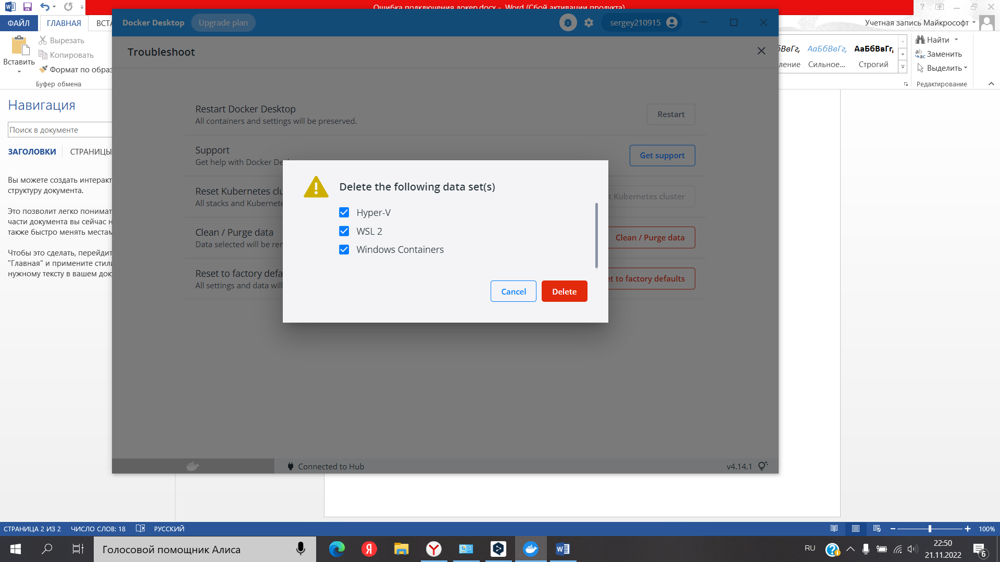 Ошибка подключения докер.docx - Word (Сбой активации продукта)
ФАЙЛ
ГЛАВНАЯ
ВСТА
Учетная запись Майкрософт
Вставить
Вырезать
Копировать
Формат по образ
Буфер обмена
АаБбВвГг,
АаБбВвГг,
Сильное...
Строгий
Найти
Заменить
Выделить
Редактирование
Навигация
Поиск в документе
ЗАГОЛОВКИ
СТРАНИЦЫ
Вы можете создать интеракт
структуру документа.
Это позволит легко понимат
части документа вы сейчас н
также быстро менять местам
Чтобы это сделать, перейдит
"Главная" и примените стили
нужному тексту в вашем док
Docker Desktop
Upgrade plan
sergey210915
Troubleshoot
Restart Docker Desktop
All containers and settings will be preserved.
Restart
Support
Get help with Docker De
Get support
Reset Kubernetes clu
All stacks and Kubernete
t Kubernetes cluster
Clean / Purge data
Data selected will be rem
Clean / Purge data
Reset to factory defa
All settings and data will
et to factory defaults
Delete the following data set(s)
Hyper-V
WSL 2
Windows Containers
Cancel
Delete
Connected to Hub
v4.14.1
СТРАНИЦА 2 ИЗ 2
ЧИСЛО СЛОВ: 18
РУССКИЙ
100%
Голосовой помощник Алиса
RU
22:50
21.11.2022
6